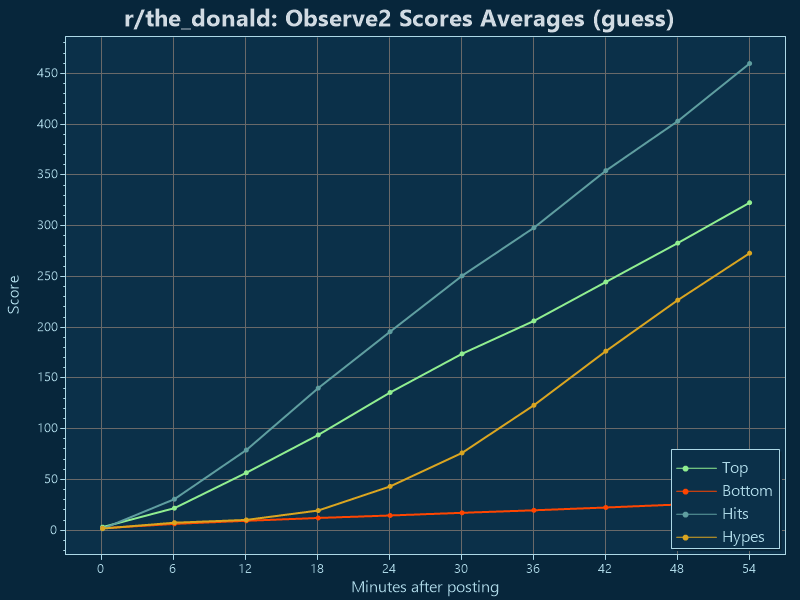 r/the_donald: Observe2 Scores Averages (guess)
450
400
350
300
250
200
150
100
50
0
Score
0 6 12 18 24 30 36 42 48 54
Minutes after posting
Top
Bottom
Hits
Hypes